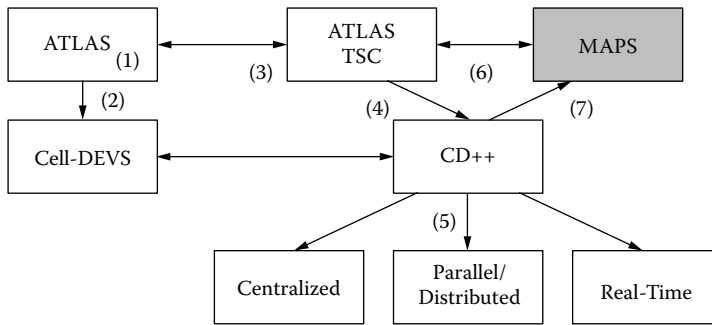 ATLAS
(1)
ATLAS
TSC
MAPS
(3)
(6)
(2)
(4)
(7)
Cell-DEVS
CD++
(5)
Centralized
Parallel/
Distributed
Real-Time